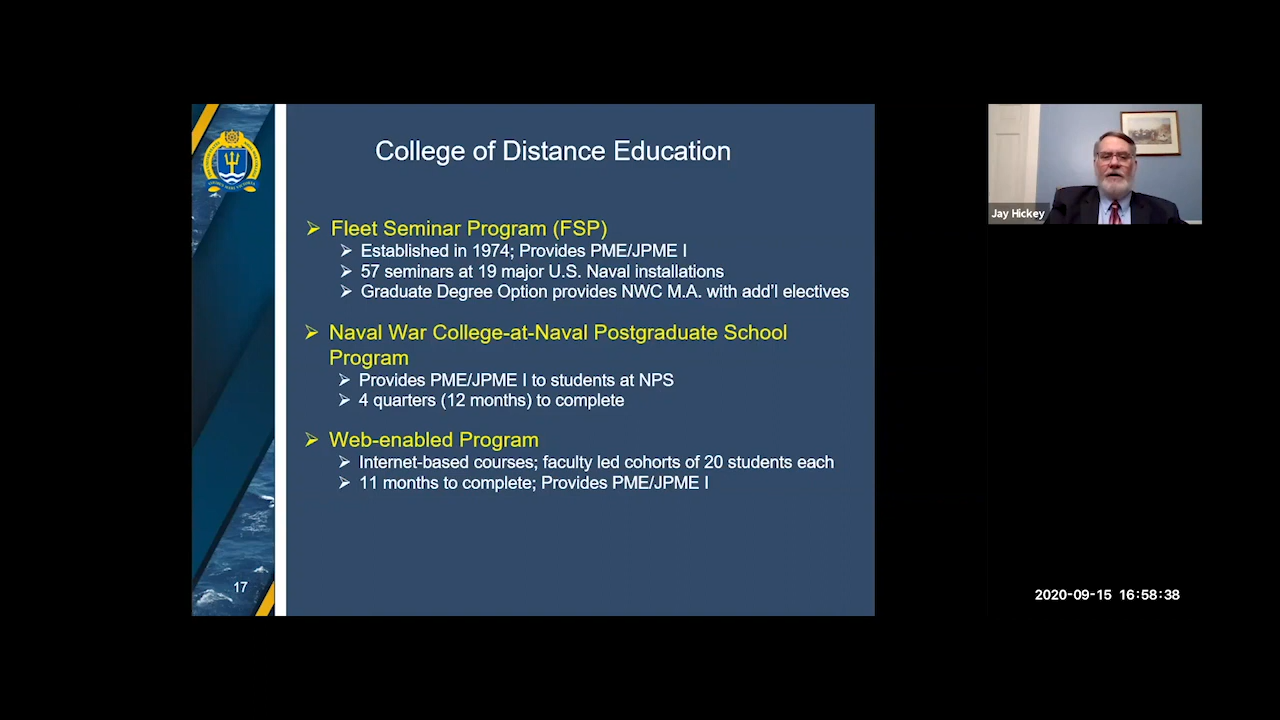 College of Distance Education
Fleet Seminar Program (FSP)
Established in 1974; Provides PME/JPME I
57 seminars at 19 major U.S. Naval installations
Graduate Degree Option provides NWC M.A. with add'l electives
Naval War College-at-Naval Postgraduate School
Program
Provides PME/JPME I to students at NPS
4 quarters (12 months) to complete
Web-enabled Program
Internet-based courses; faculty led cohorts of 20 students each
11 months to complete; Provides PME/JPME I
17
Jay Hickey
2020-09-15 16:58:38